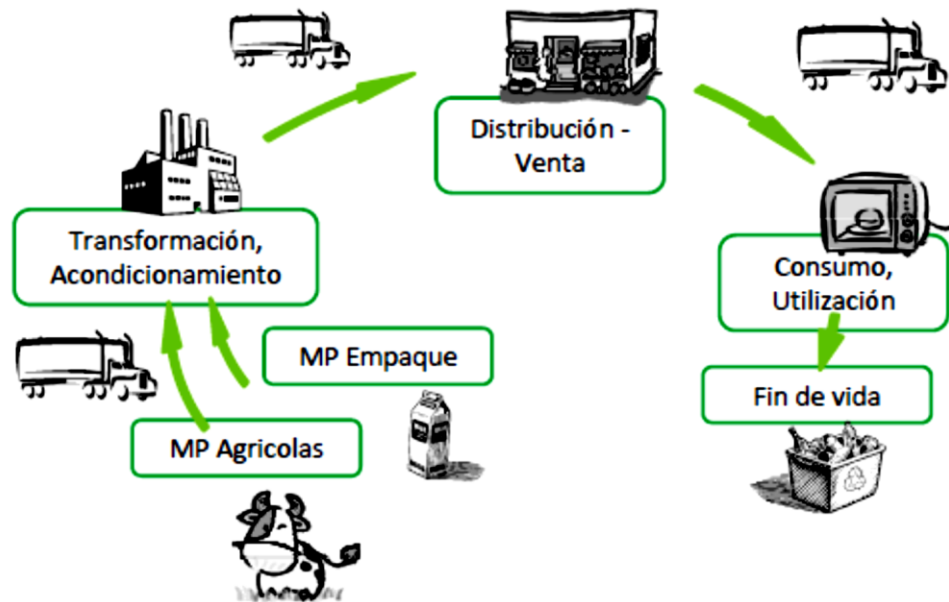 Distribución -
Venta
Transformación,
Acondicionamiento
Consumo,
Utilización
MP Empaque
Fin de vida
MP Agricolas